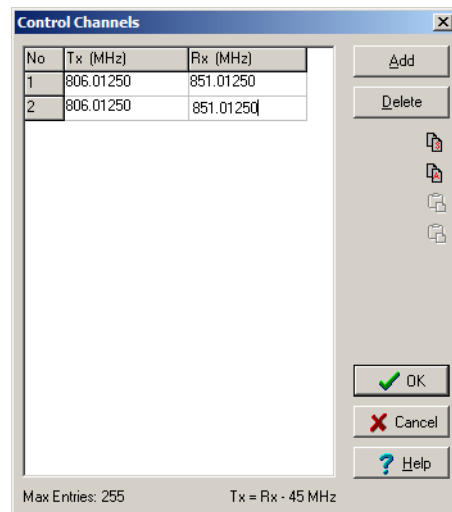 Control Channels
No Tx (MHz) Rx (MHz)
1 806.01250 851.01250
2 806.01250 851.01250
Add
Delete
OK
Cancel
Help
Max Entries: 255 Tx = Rx - 45 MHz